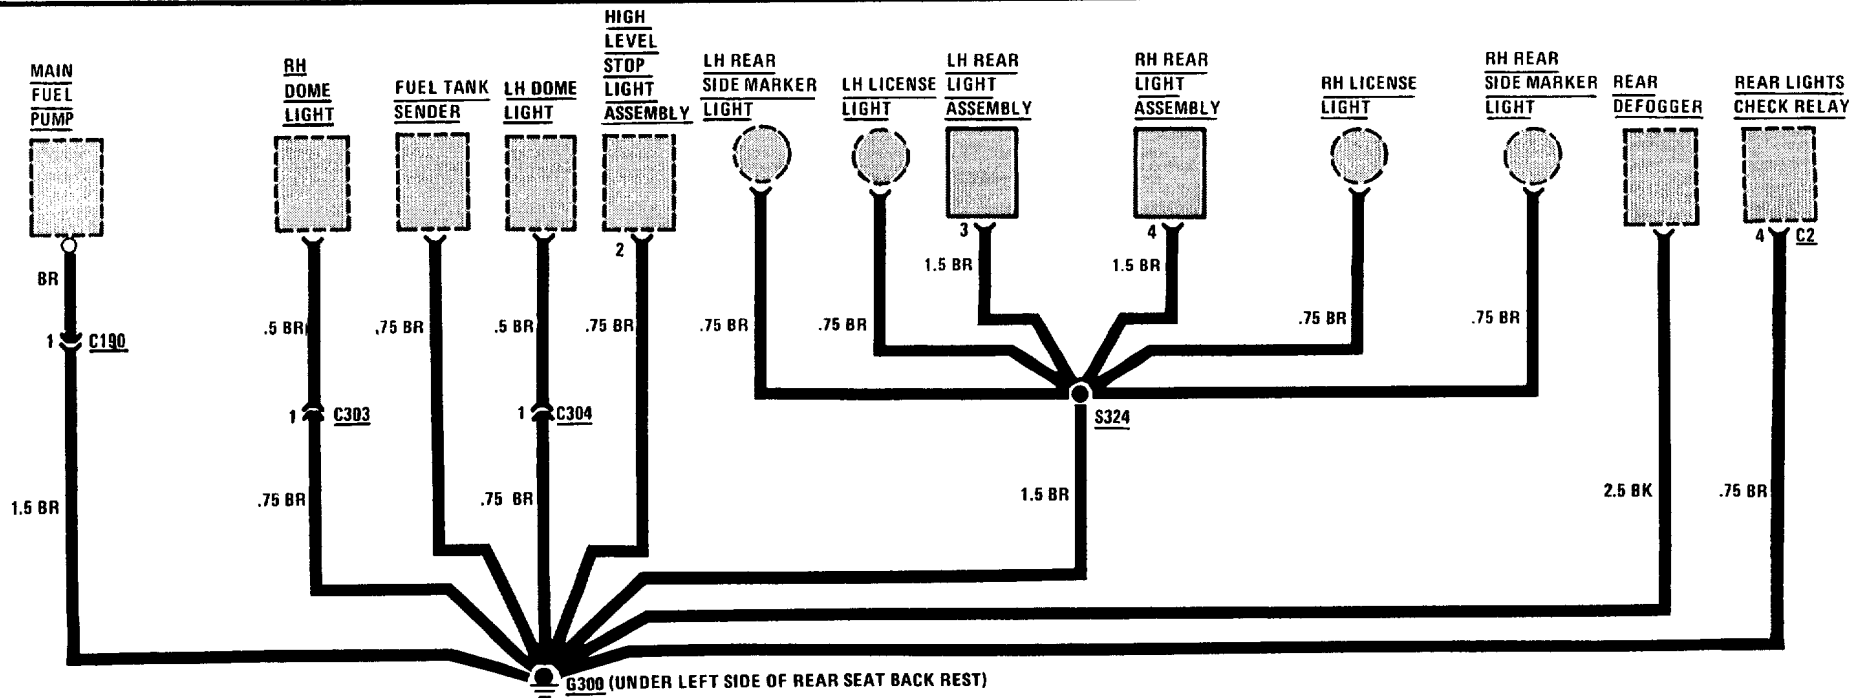 MAIN
FUEL
PUMP
RH
DOME
LIGHT
FUEL TANK
SENDER
LH DOME
LIGHT
HIGH
LEVEL
STOP
LIGHT
ASSEMBLY
LH REAR
SIDE MARKER
LIGHT
LH LICENSE
LIGHT
LH REAR
LIGHT
ASSEMBLY
RH REAR
LIGHT
ASSEMBLY
RH LICENSE
LIGHT
RH REAR
SIDE MARKER
LIGHT
REAR
DEFOGGER
REAR LIGHTS
CHECK RELAY
2
3
4
4 C2
BR
1.5 BR
1.5 BR
.5 BR
.75 BR
.5 BR
.75 BR
.75 BR
.75 BR
.75 BR
.75 BR
1 C190
1 C303
1 C304
S324
1.5 BR
.75 BR
.75 BR
1.5 BR
2.5 BK
.75 BR
G300 (UNDER LEFT SIDE OF REAR SEAT BACK REST)